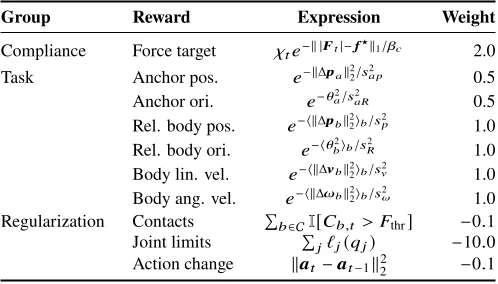 Group Reward Expression Weight
Compliance Force target χ_t e^{−‖ |F_t|−f^⋆‖_1/β_c} 2.0
Task Anchor pos. e^{−‖Δp_a‖_2^2/s_{ap}^2} 0.5
Anchor ori. e^{−θ_a^2/s_{aR}^2} 0.5
Rel. body pos. e^{−⟨‖Δp_b‖_2^2⟩_b/s_p^2} 1.0
Rel. body ori. e^{−⟨θ_b^2⟩_b/s_R^2} 1.0
Body lin. vel. e^{−⟨‖Δv_b‖_2^2⟩_b/s_v^2} 1.0
Body ang. vel. e^{−⟨‖Δω_b‖_2^2⟩_b/s_ω^2} 1.0
Regularization Contacts ∑_{b∈C} 𝕀[C_{b,t} > F_{thr}] −0.1
Joint limits ∑_j ℓ_j(q_j) −10.0
Action change ‖a_t − a_{t−1}‖_2^2 −0.1